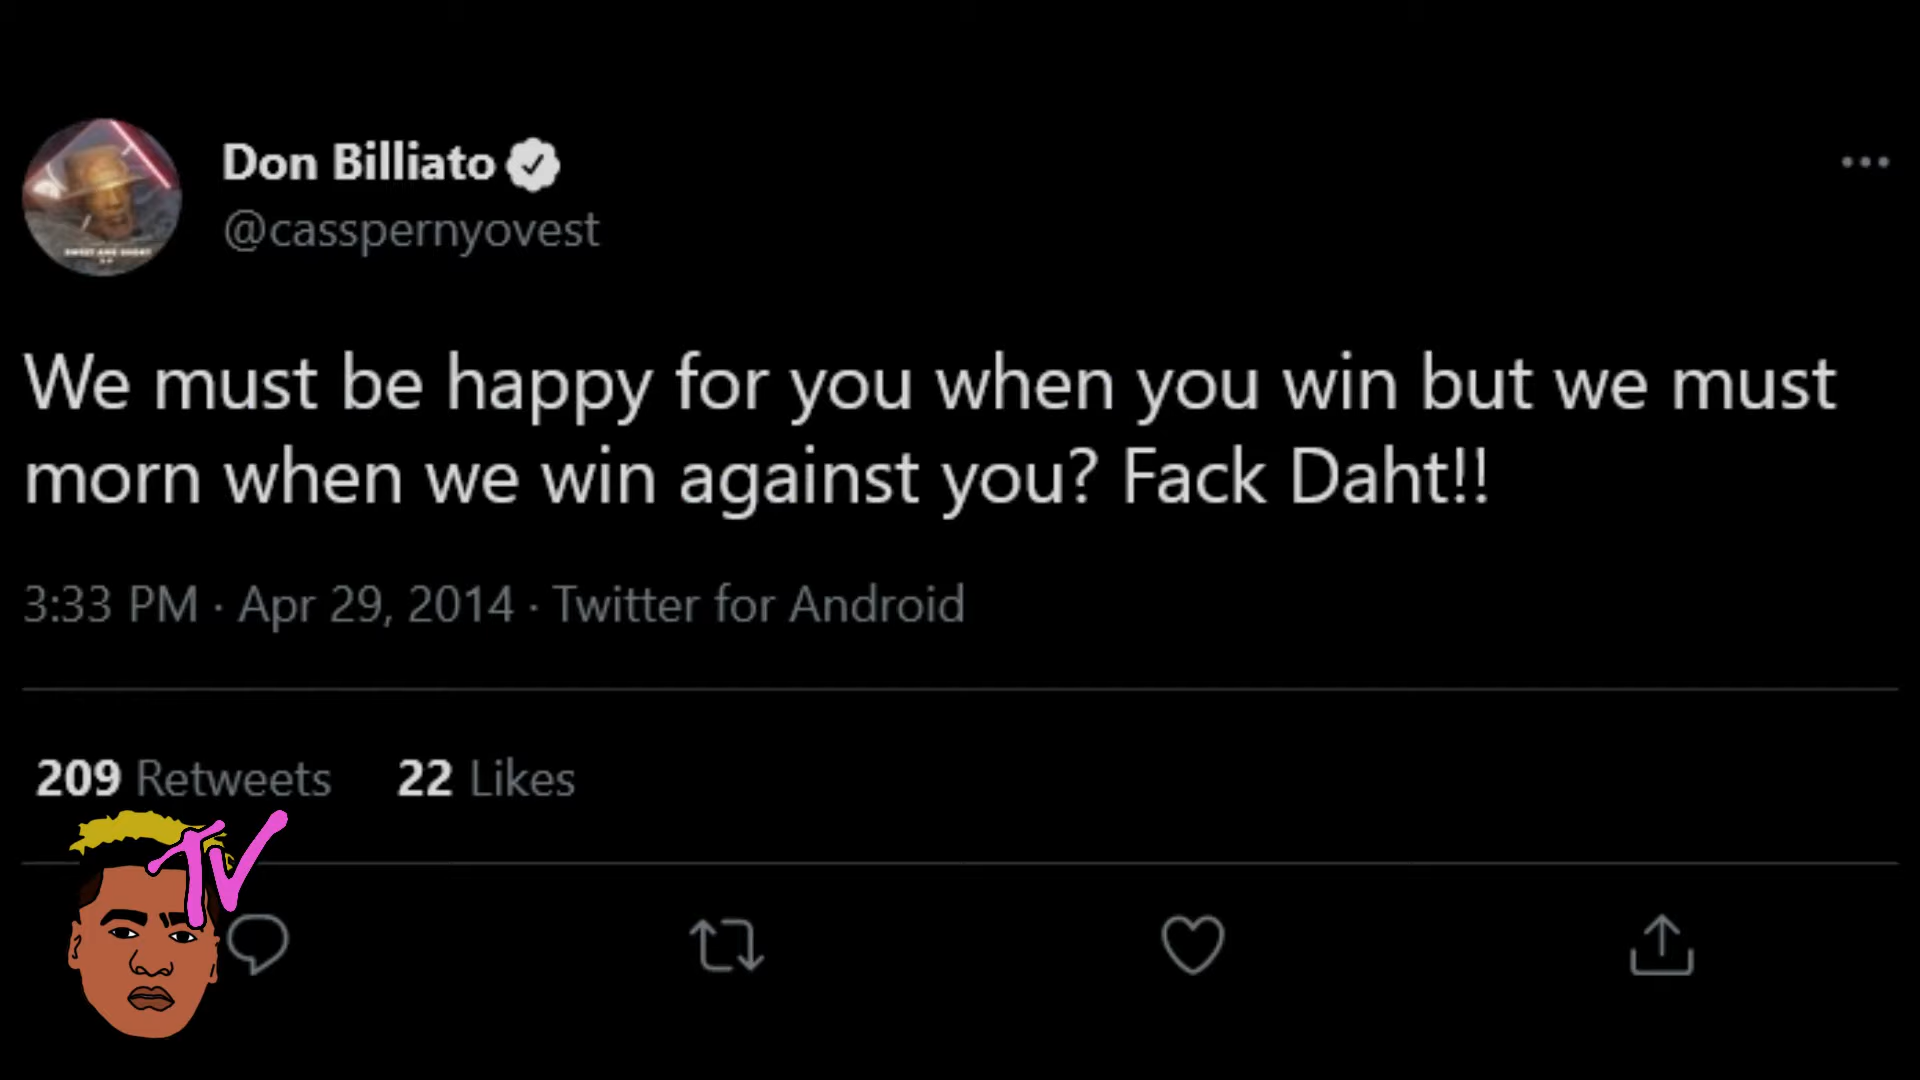 Don Billiato
@casspernyovest
We must be happy for you when you win but we must
morn when we win against you? Fack Daht!!
3:33 PM · Apr 29, 2014 · Twitter for Android
209 Retweets 22 Likes
TV